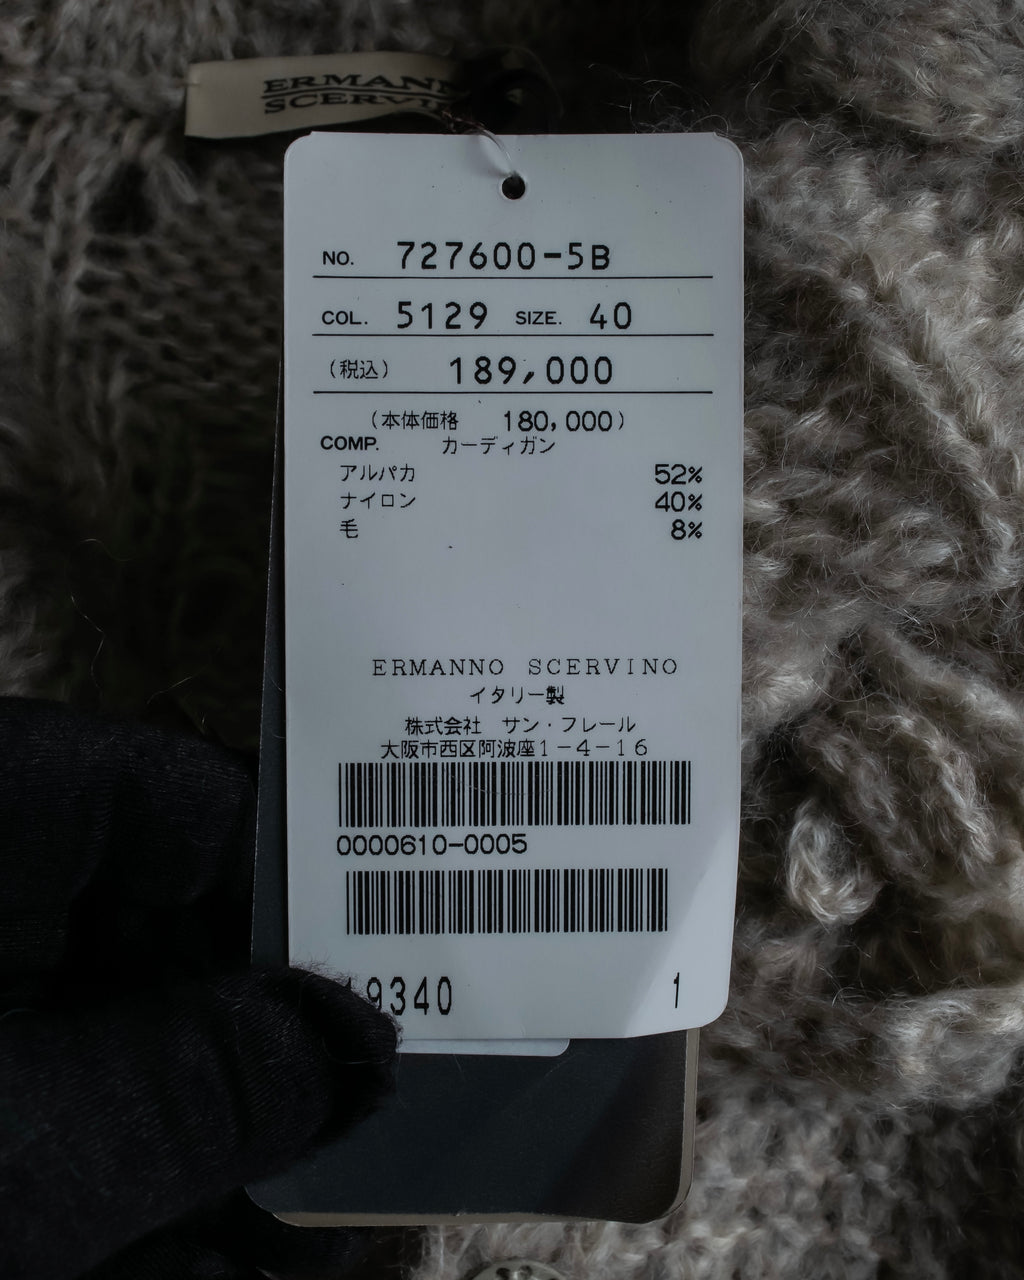 ERMANN
SCERVI
NO. 727600-5B
COL. 5129 SIZE. 40
(税込) 189,000
(本体価格 180,000)
COMP. カーディガン
アルパカ 52%
ナイロン 40%
毛 8%
ERMANNO SCERVINO
イタリー製
株式会社 サン・フレール
大阪市西区阿波座1-4-16
0000610-0005
19340 1